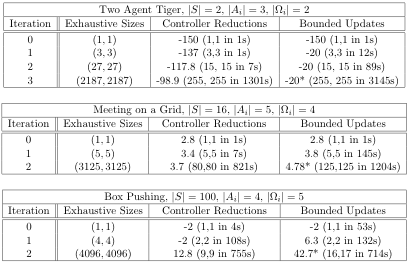 Two Agent Tiger, |S| = 2, |Aᵢ| = 3, |Ωᵢ| = 2
Iteration Exhaustive Sizes Controller Reductions Bounded Updates
0 (1,1) -150 (1,1 in 1s) -150 (1,1 in 1s)
1 (3,3) -137 (3,3 in 1s) -20 (3,3 in 12s)
2 (27,27) -117.8 (15, 15 in 7s) -20 (15, 15 in 89s)
3 (2187,2187) -98.9 (255, 255 in 1301s) -20* (255, 255 in 3145s)
Meeting on a Grid, |S| = 16, |Aᵢ| = 5, |Ωᵢ| = 4
Iteration Exhaustive Sizes Controller Reductions Bounded Updates
0 (1,1) 2.8 (1,1 in 1s) 2.8 (1,1 in 1s)
1 (5,5) 3.4 (5,5 in 7s) 3.8 (5,5 in 145s)
2 (3125,3125) 3.7 (80,80 in 821s) 4.78* (125,125 in 1204s)
Box Pushing, |S| = 100, |Aᵢ| = 4, |Ωᵢ| = 5
Iteration Exhaustive Sizes Controller Reductions Bounded Updates
0 (1,1) -2 (1,1 in 4s) -2 (1,1 in 53s)
1 (4,4) -2 (2,2 in 108s) 6.3 (2,2 in 132s)
2 (4096,4096) 12.8 (9,9 in 755s) 42.7* (16,17 in 714s)